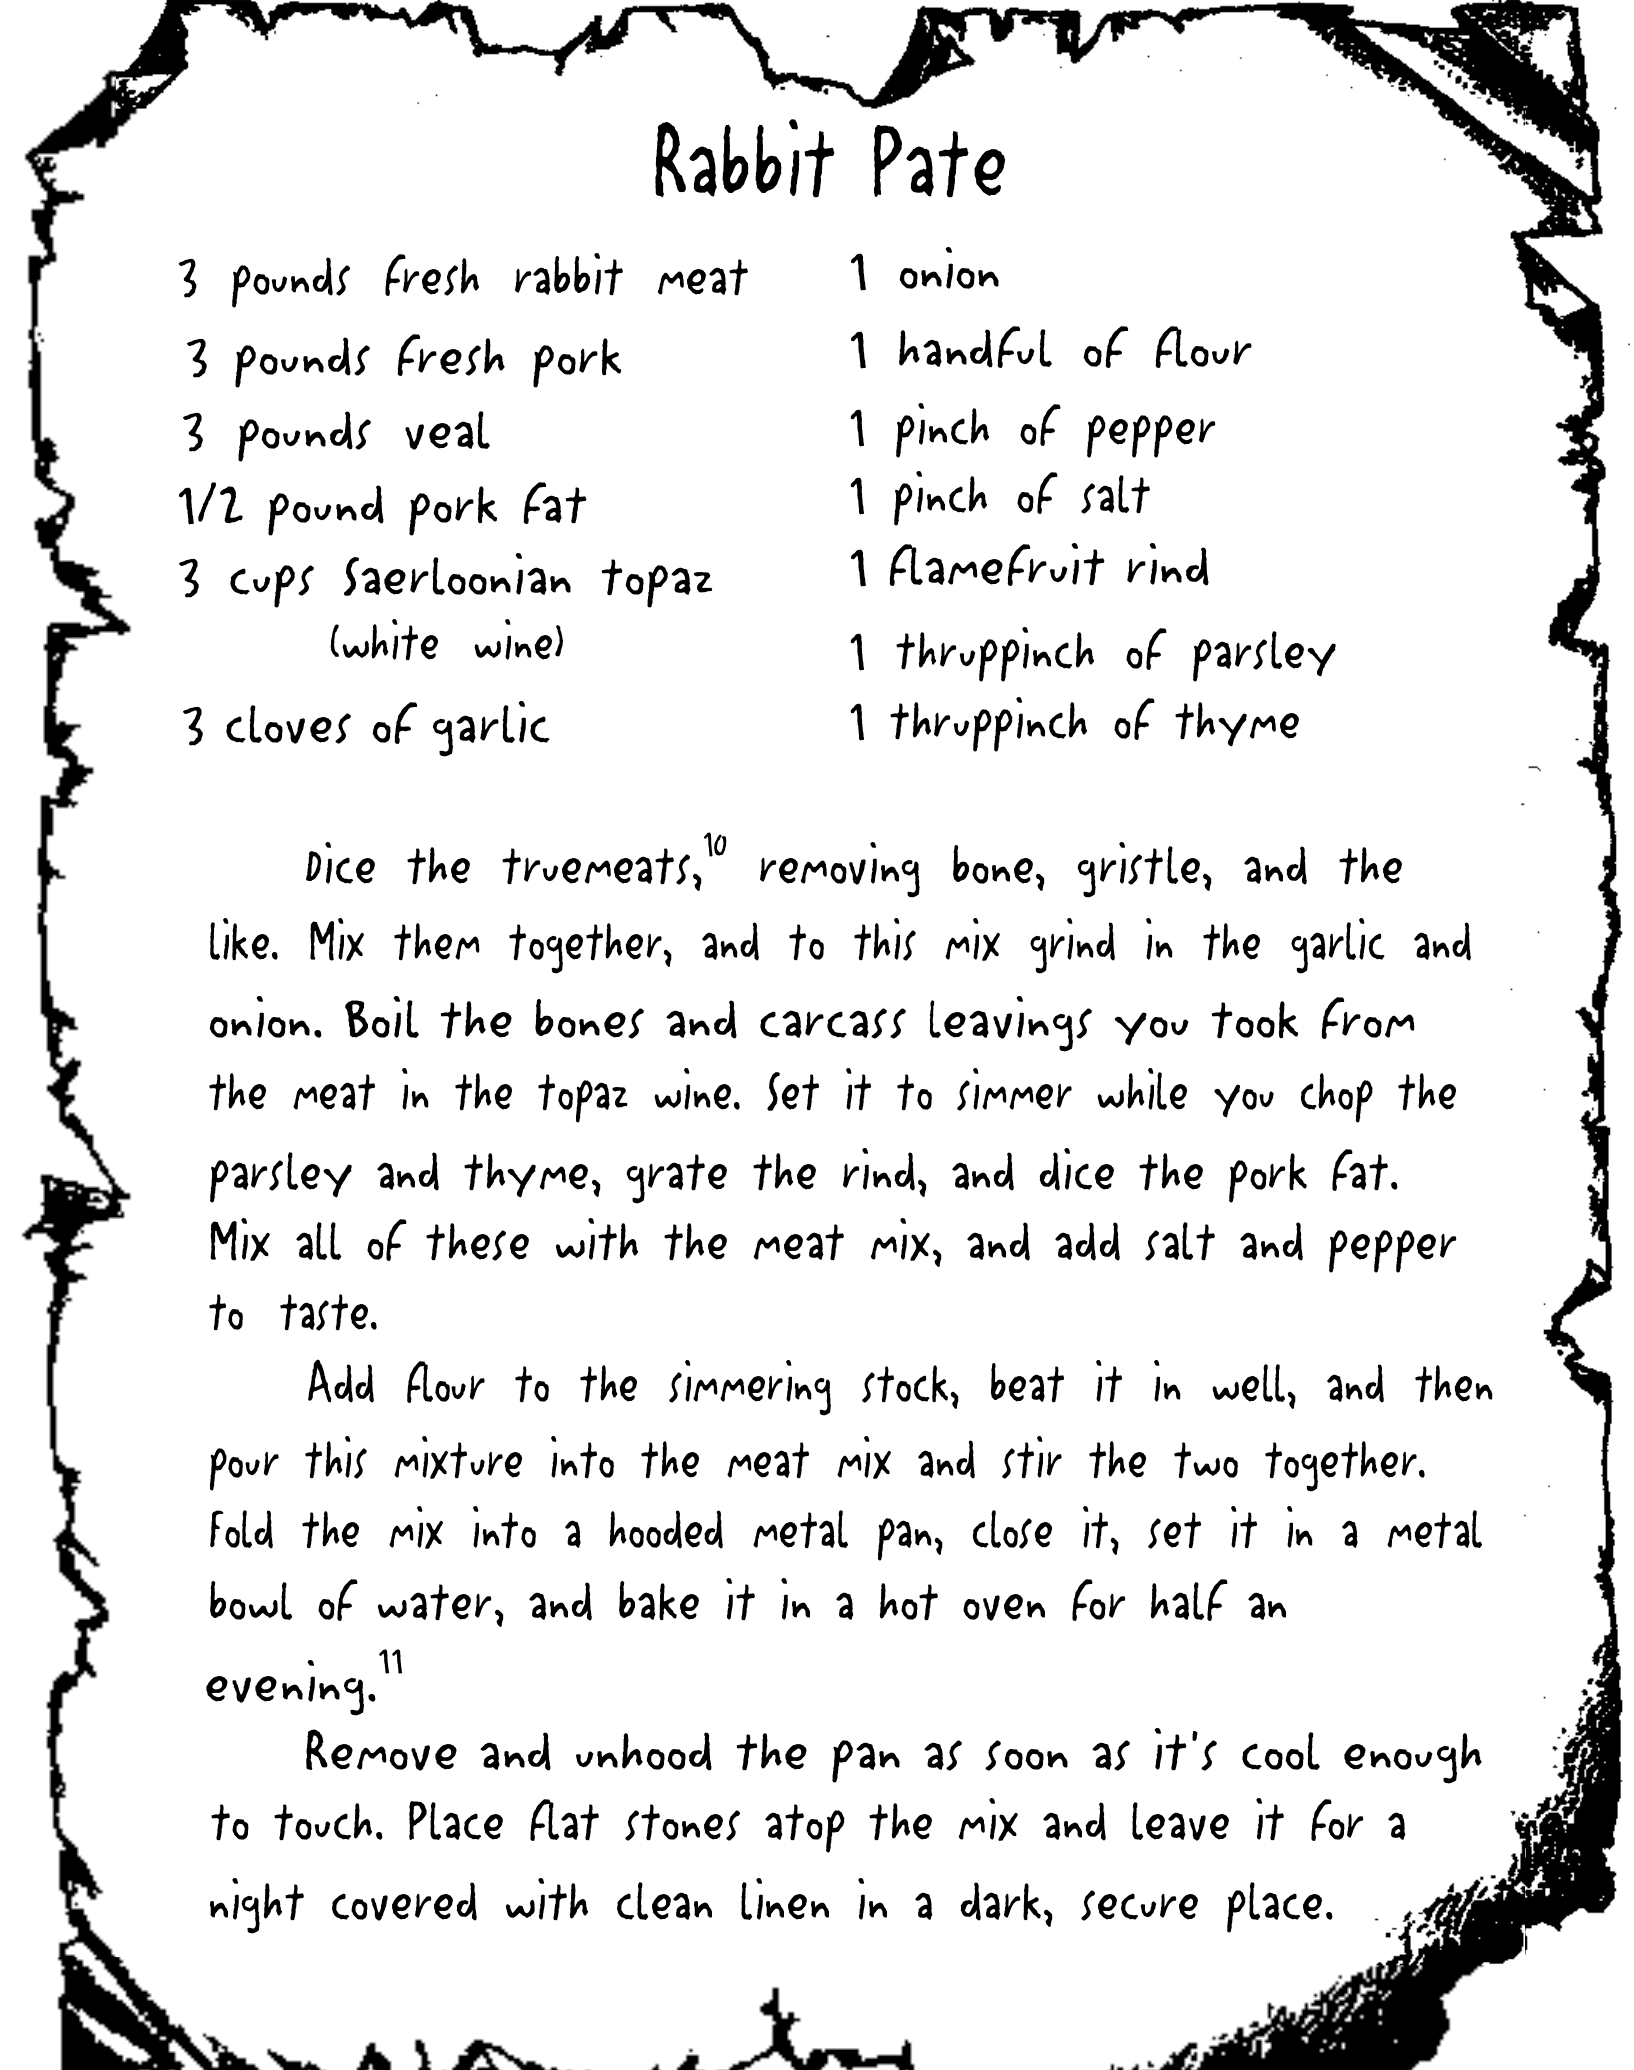 Rabbit Pate
3 pounds fresh rabbit meat
3 pounds fresh pork
3 pounds veal
1/2 pound pork fat
3 cups Saerloonian topaz
(white wine)
3 cloves of garlic
1 onion
1 handful of flour
1 pinch of pepper
1 pinch of salt
1 flamefruit rind
1 thruppinch of parsley
1 thruppinch of thyme
Dice the truemeats,10 removing bone, gristle, and the
like. Mix them together, and to this mix grind in the garlic and
onion. Boil the bones and carcass leavings you took from
the meat in the topaz wine. Set it to simmer while you chop the
parsley and thyme, grate the rind, and dice the pork fat.
Mix all of these with the meat mix, and add salt and pepper
to taste.
Add flour to the simmering stock, beat it in well, and then
pour this mixture into the meat mix and stir the two together.
Fold the mix into a hooded metal pan, close it, set it in a metal
bowl of water, and bake it in a hot oven for half an
evening.11
Remove and unhood the pan as soon as it's cool enough
to touch. Place flat stones atop the mix and leave it for a
night covered with clean linen in a dark, secure place.